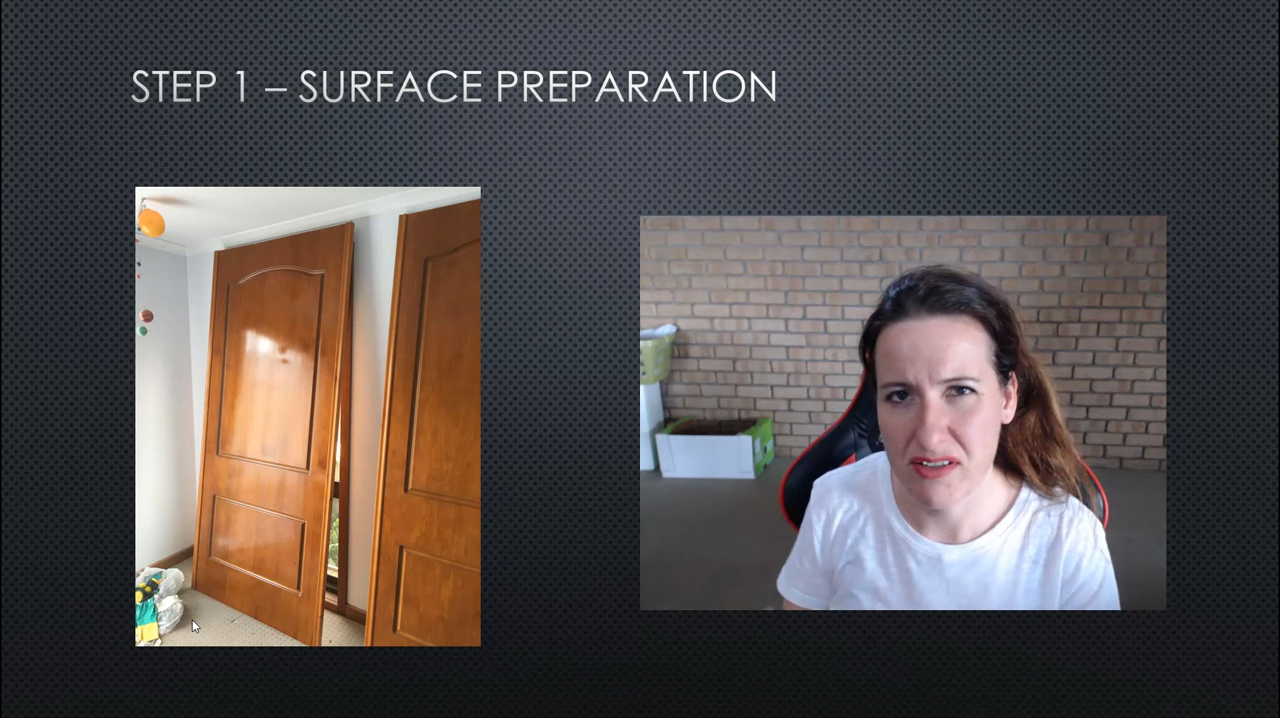 STEP 1 – SURFACE PREPARATION